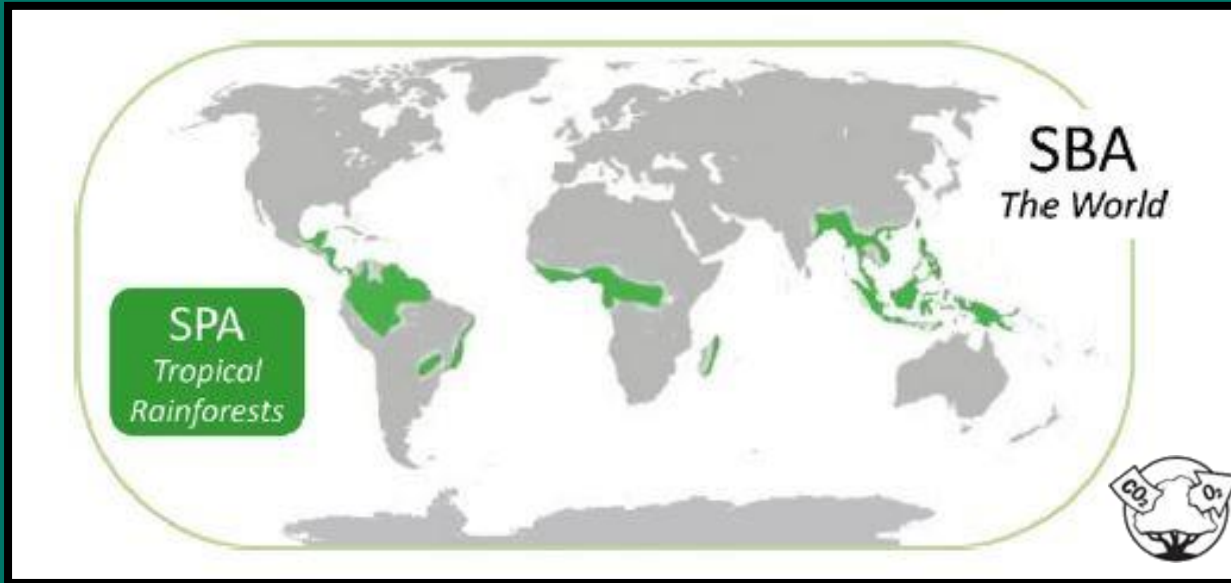 SBA
The World
SPA
Tropical
Rainforests
CO₂
O₂